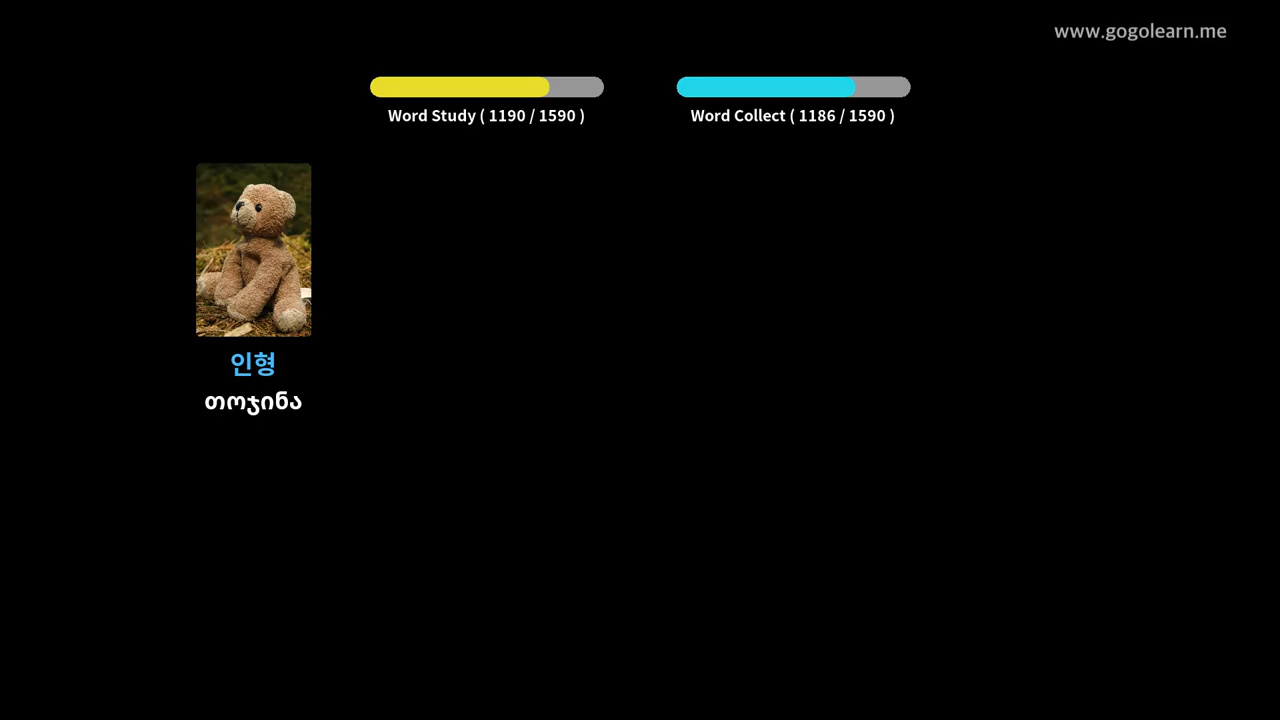 www.gogolearn.me
Word Study ( 1190 / 1590 )
Word Collect ( 1186 / 1590 )
인형
თოჯინა